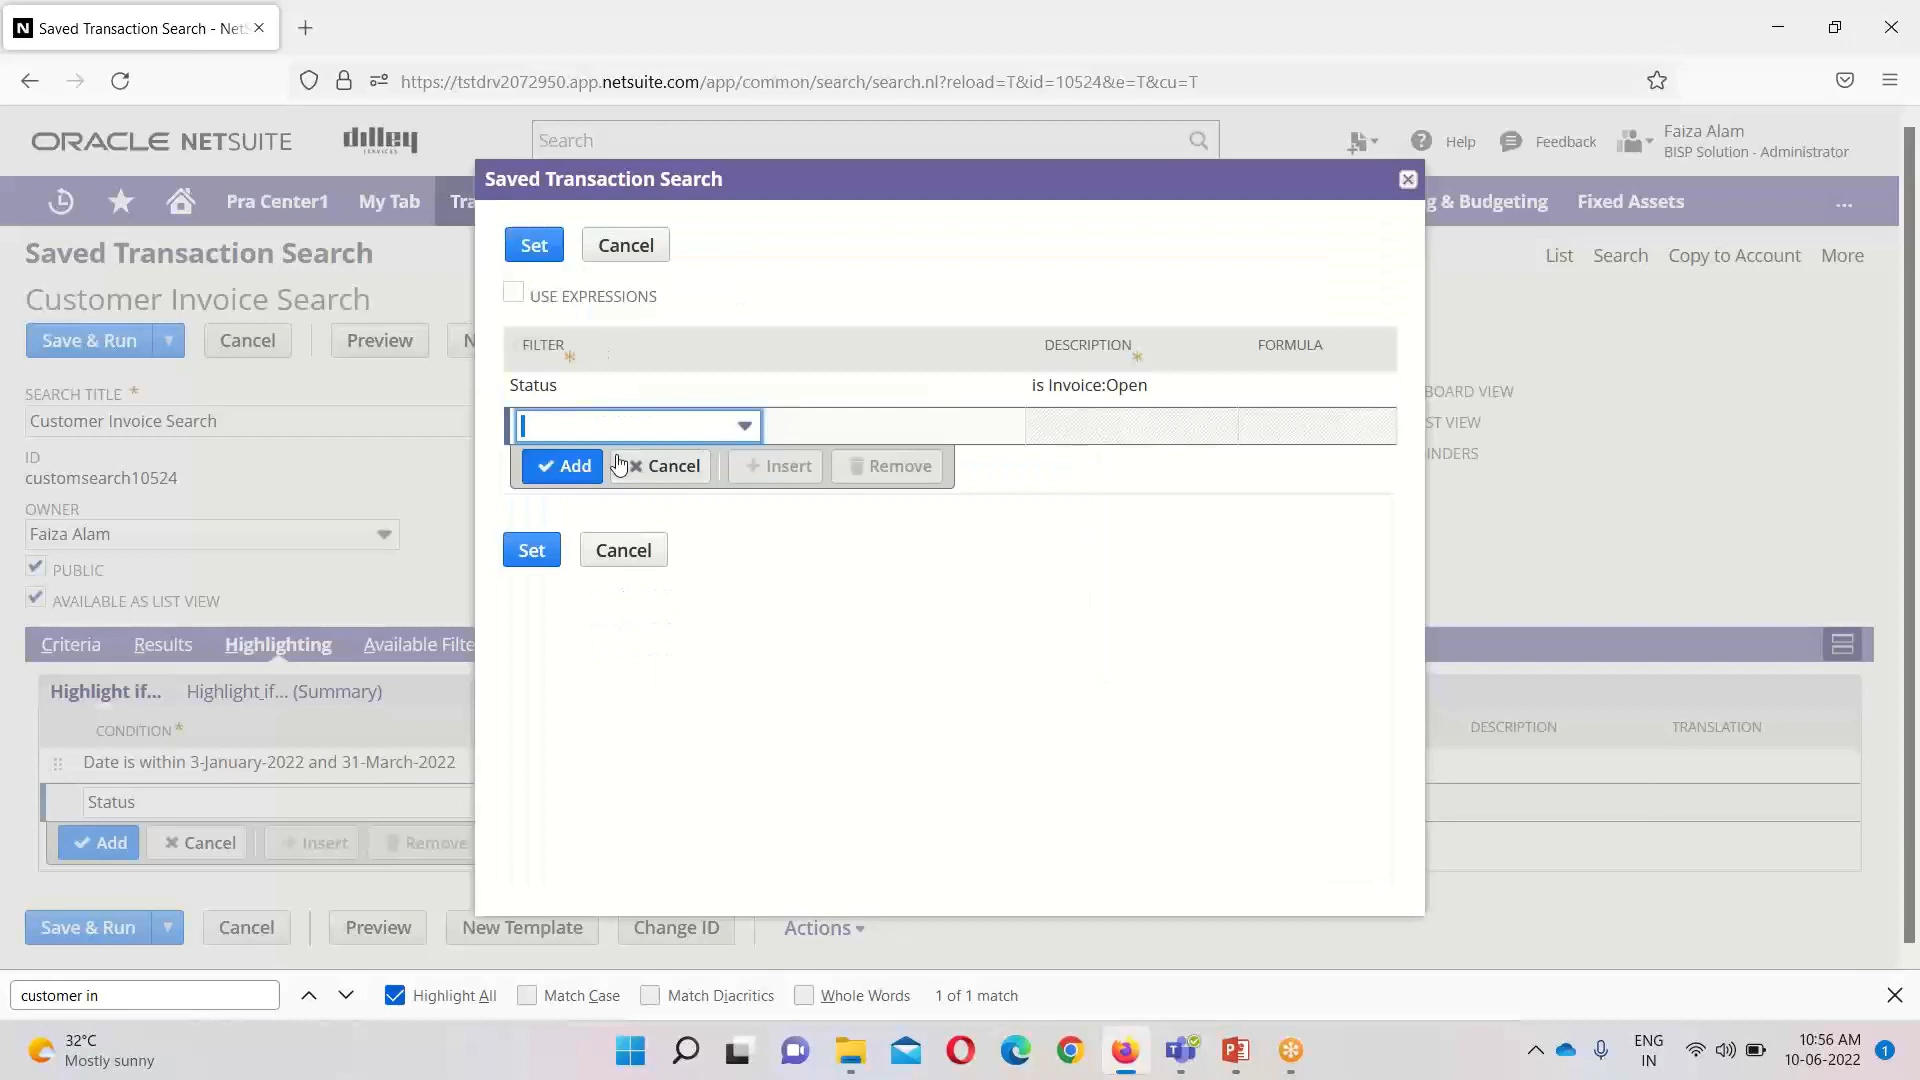 Saved Transaction Search - Net
https://tstdrv2072950.app.netsuite.com/app/common/search/search.nl?reload=T&id=10524&e=T&cu=T
ORACLE NETSUITE
dilley
SERVICES
Search
Help
Feedback
Faiza Alam
BISP Solution - Administrator
Pra Center1
My Tab
Tra
g & Budgeting
Fixed Assets
...
Saved Transaction Search
List
Search
Copy to Account
More
Customer Invoice Search
Save & Run
Cancel
Preview
N
SEARCH TITLE *
Customer Invoice Search
ID
customsearch10524
OWNER
Faiza Alam
PUBLIC
AVAILABLE AS LIST VIEW
BOARD VIEW
ST VIEW
INDERS
Saved Transaction Search
Set
Cancel
USE EXPRESSIONS
FILTER *
DESCRIPTION *
FORMULA
Status
is Invoice:Open
Add
Cancel
Insert
Remove
Set
Cancel
Criteria
Results
Highlighting
Available Filte
Highlight if...
Highlight if... (Summary)
CONDITION *
DESCRIPTION
TRANSLATION
Date is within 3-January-2022 and 31-March-2022
Status
Add
Cancel
Insert
Remove
Save & Run
Cancel
Preview
New Template
Change ID
Actions
customer in
Highlight All
Match Case
Match Diacritics
Whole Words
1 of 1 match
32°C
Mostly sunny
ENG
IN
10:56 AM
10-06-2022
1